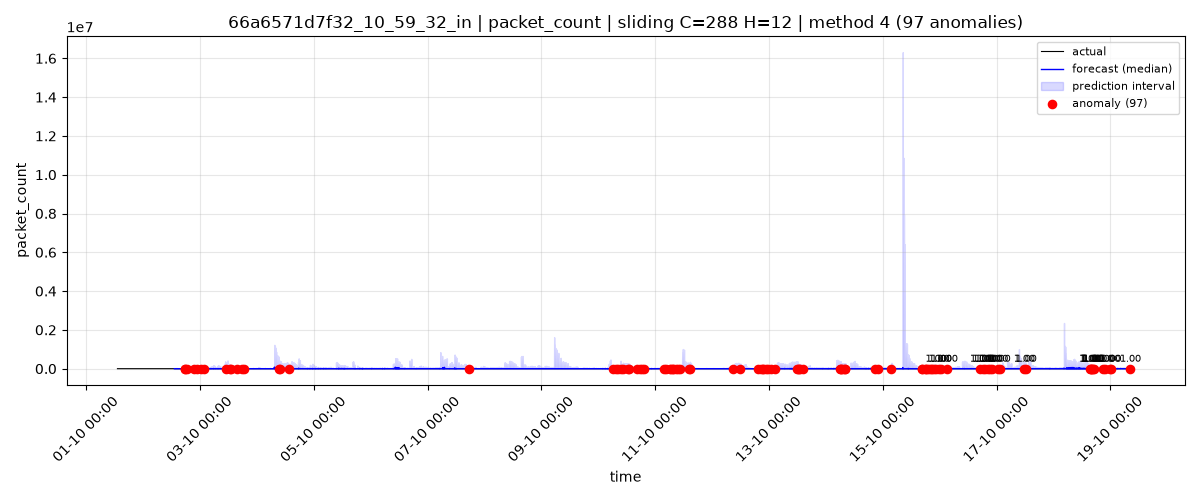 66a6571d7f32_10_59_32_in | packet_count | sliding C=288 H=12 | method 4 (97 anomalies)
1e7
actual
forecast (median)
prediction interval
anomaly (97)
1.6
1.4
1.2
1.0
0.8
0.6
0.4
0.2
0.0
packet_count
1.00
1.00
01-10 00:00
03-10 00:00
05-10 00:00
07-10 00:00
09-10 00:00
11-10 00:00
13-10 00:00
15-10 00:00
17-10 00:00
19-10 00:00
time